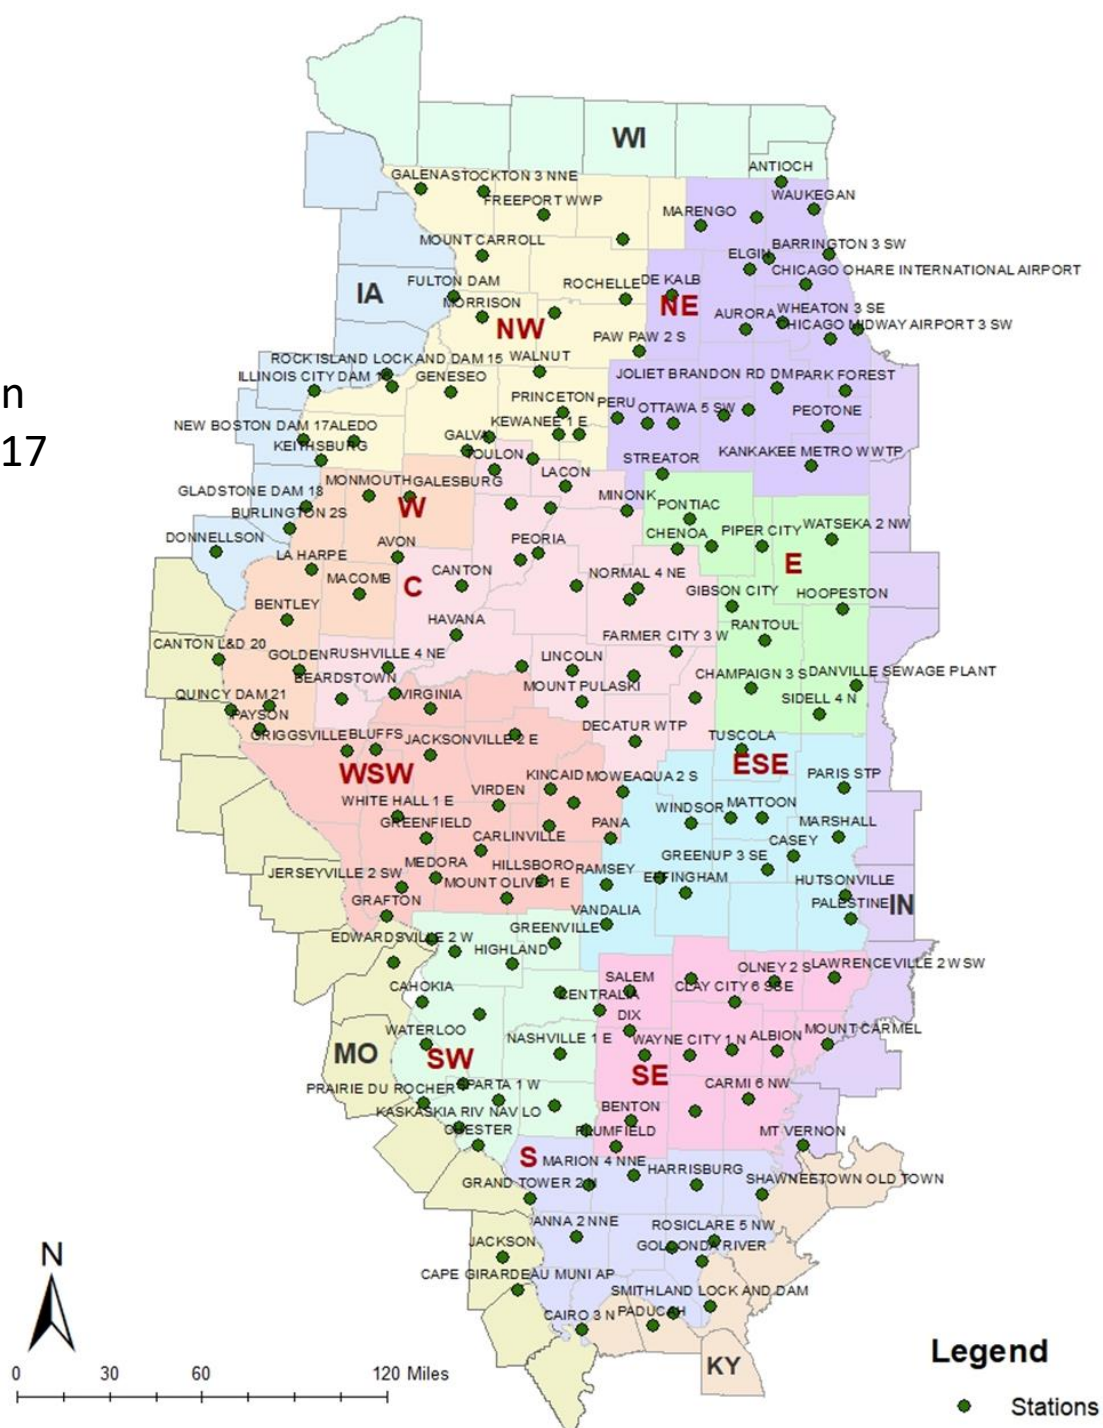 WI
ANTIOCH
GALENA STOCKTON 3 NNE
WAUKEGAN
FREEPORT WWP
MARENGO
MOUNT CARROLL
BARRINGTON 3 SW
ELGIN
CHICAGO OHARE INTERNATIONAL AIRPORT
FULTON DAM
ROCHELLE DE KALB
IA
MORRISON
NE
WHEATON 3 SE
AURORA
CHICAGO MIDWAY AIRPORT 3 SW
NW
PAW PAW 2 S
ROCK ISLAND LOCK AND DAM 15 WALNUT
ILLINOIS CITY DAM 1
GENESEO
JOLIET BRANDON RD DM PARK FOREST
n
PRINCETON
PERU
OTTAWA 5 SW
PEOTONE
NEW BOSTON DAM 17 ALEDO
KEWANEE 1 E
17
KEITHSBURG
GALVA
TOULON
STREATOR
KANKAKEE METRO WWTP
LACON
MONMOUTH GALESBURG
GLADSTONE DAM 18
MINONK
PONTIAC
W
BURLINGTON 2S
PIPER CITY
WATSEKA 2 NW
DONNELLSON
AVON
PEORIA
CHENOA
LA HARPE
E
CANTON
NORMAL 4 NE
MACOMB
C
GIBSON CITY
HOOPESTON
BENTLEY
HAVANA
RANTOUL
FARMER CITY 3 W
CANTON L&D 20
GOLDEN RUSHVILLE 4 NE
LINCOLN
BEARDSTOWN
CHAMPAIGN 3 S DANVILLE SEWAGE PLANT
QUINCY DAM 21
VIRGINIA
MOUNT PULASKI
SIDELL 4 N
PAYSON
DECATUR WTP
GRIGGSVILLE BLUFFS JACKSONVILLE 2 E
TUSCOLA
WSW
ESE
KINCAID MOWEAQUA 2 S
PARIS STP
VIRDEN
WHITE HALL 1 E
WINDSOR MATTOON
GREENFIELD
PANA
MARSHALL
CARLINVILLE
CASEY
GREENUP 3 SE
MEDORA
HILLSBORO RAMSEY
JERSEYVILLE 2 SW
MOUNT OLIVE 1 E
EFFINGHAM
HUTSONVILLE
GRAFTON
VANDALIA
PALESTINE
IN
GREENVILLE
EDWARDSVILLE 2 W
HIGHLAND
OLNEY 2 S LAWRENCEVILLE 2 WSW
SALEM
CAHOKIA
CLAY CITY 6 SSE
CENTRALIA
DIX
WATERLOO
MOUNT CARMEL
NASHVILLE 1 E
WAYNE CITY 1 N ALBION
MO
SW
SE
PRAIRIE DU ROCHER
SPARTA 1 W
CARMI 6 NW
KASKASKIA RIV NAV LO
BENTON
CHESTER
PLUMFIELD
MT VERNON
S
MARION 4 NNE
HARRISBURG
GRAND TOWER 2 N
SHAWNEETOWN OLD TOWN
ANNA 2 NNE
ROSICLARE 5 NW
JACKSON
GOLCONDA RIVER
N
CAPE GIRARDEAU MUNI AP
SMITHLAND LOCK AND DAM
CAIRO 3 N
PADUCAH
KY
Legend
0 30 60 120 Miles
Stations